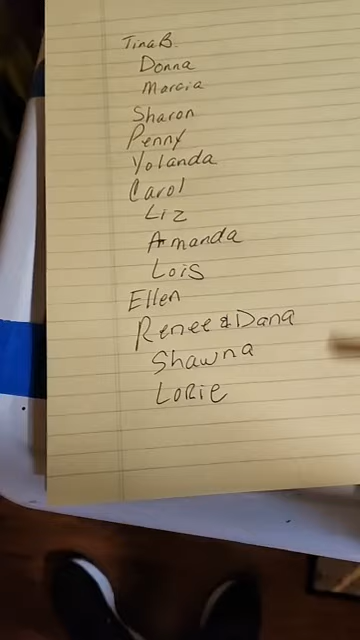 Tina B.
Donna
Marcia
Sharon
Penny
Yolanda
Carol
Liz
Amanda
Lois
Ellen
Renee & Dana
Shawna
LoRiE